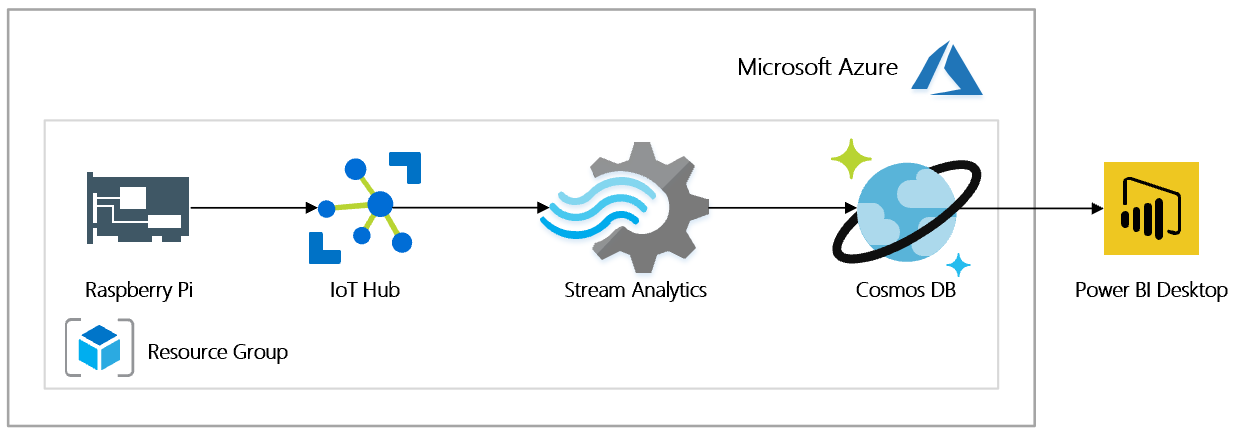 Microsoft Azure
Raspberry Pi
IoT Hub
Stream Analytics
Cosmos DB
Power BI Desktop
Resource Group